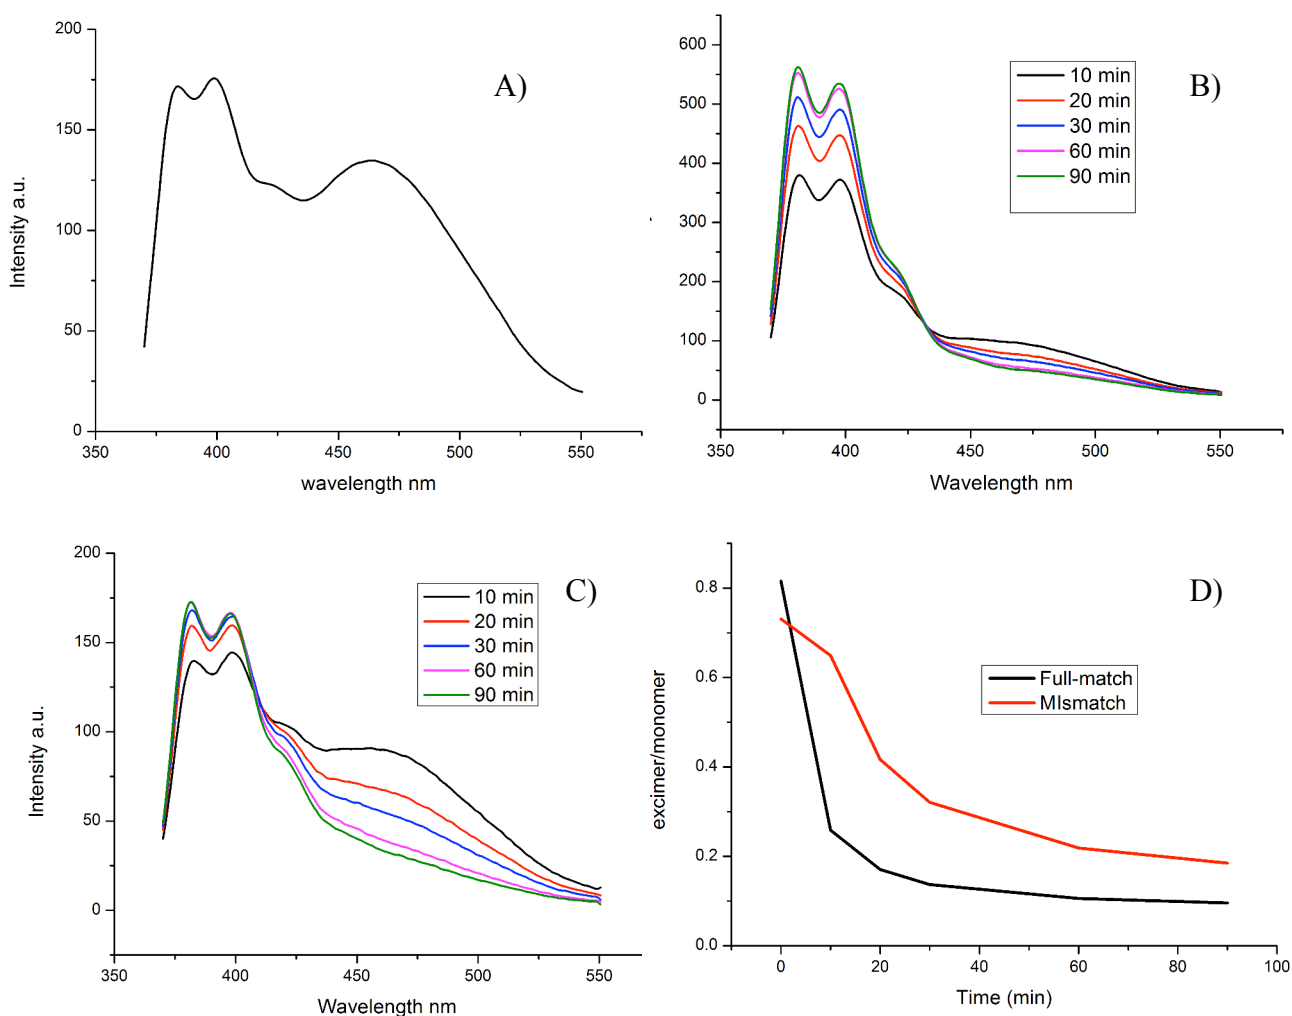 A)
Intensity a.u.
200
150
100
50
0
350
400
450
500
550
wavelength nm
B)
10 min
20 min
30 min
60 min
90 min
600
500
400
300
200
100
0
350
400
450
500
550
Wavelength nm
C)
10 min
20 min
30 min
60 min
90 min
Intensity a.u.
200
150
100
50
0
350
400
450
500
550
Wavelength nm
D)
Full-match
MIsmatch
excimer/monomer
0.8
0.6
0.4
0.2
0.0
0
20
40
60
80
100
Time (min)